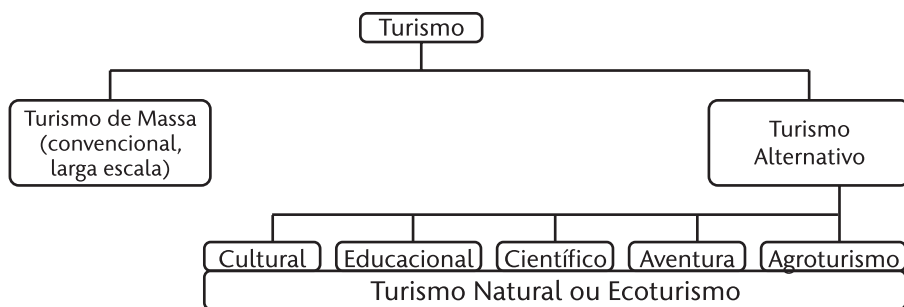 Turismo
Turismo de Massa
(convencional,
larga escala)
Turismo
Alternativo
Cultural
Educacional
Científico
Aventura
Agroturismo
Turismo Natural ou Ecoturismo